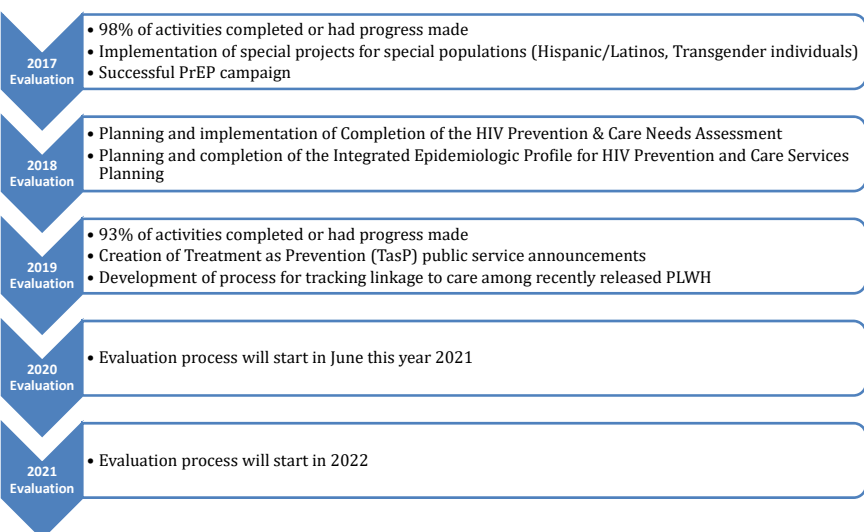 2017
Evaluation
• 98% of activities completed or had progress made
• Implementation of special projects for special populations (Hispanic/Latinos, Transgender individuals)
• Successful PrEP campaign
2018
Evaluation
• Planning and implementation of Completion of the HIV Prevention & Care Needs Assessment
• Planning and completion of the Integrated Epidemiologic Profile for HIV Prevention and Care Services
Planning
2019
Evaluation
• 93% of activities completed or had progress made
• Creation of Treatment as Prevention (TasP) public service announcements
• Development of process for tracking linkage to care among recently released PLWH
2020
Evaluation
• Evaluation process will start in June this year 2021
2021
Evaluation
• Evaluation process will start in 2022